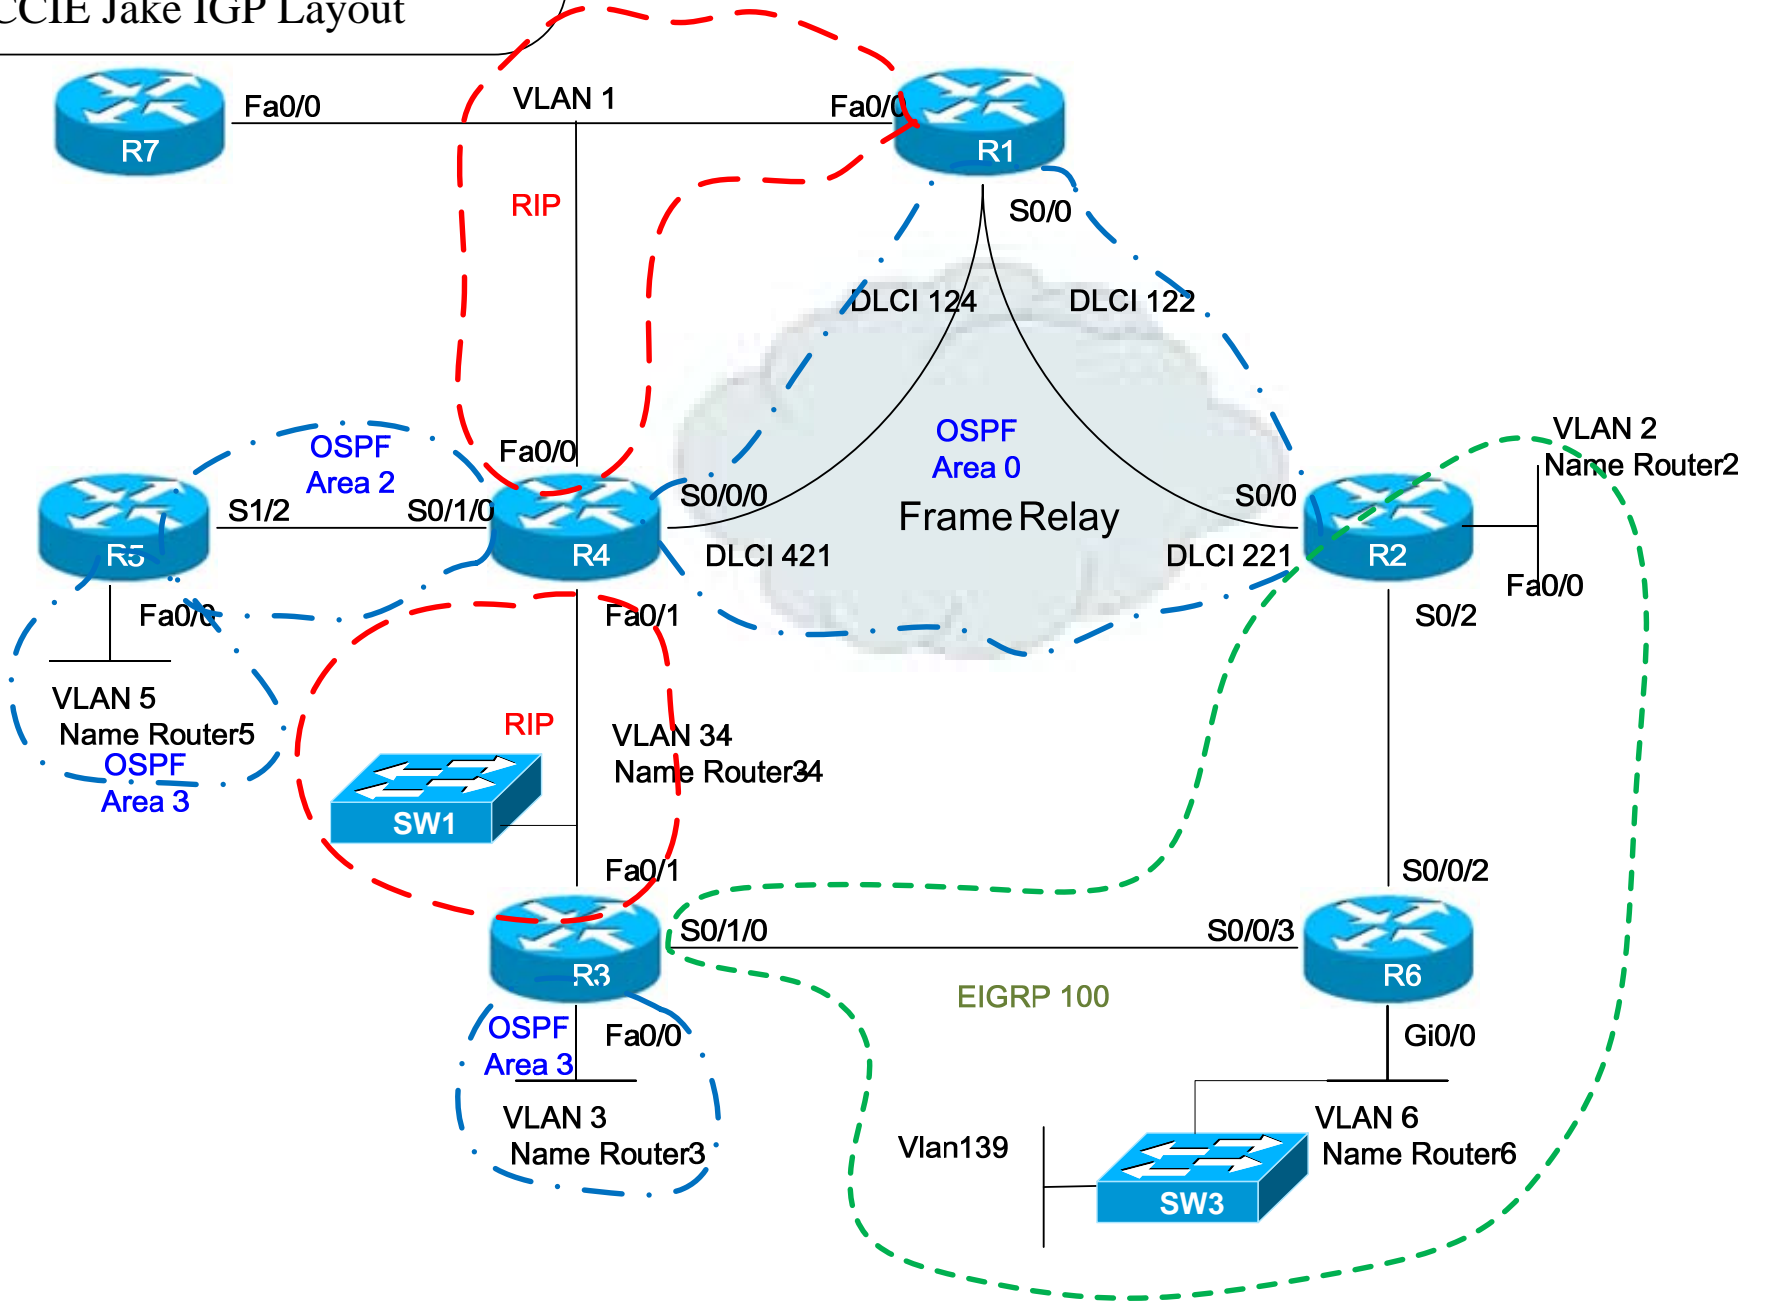 CCIE Jake IGP Layout
Fa0/0
VLAN 1
Fa0/0
R7
R1
RIP
S0/0
DLCI 124
DLCI 122
OSPF
Area 2
Fa0/0
OSPF
Area 0
VLAN 2
Name Router2
S1/2
S0/1/0
S0/0/0
Frame Relay
S0/0
R5
R4
DLCI 421
DLCI 221
R2
Fa0/0
Fa0/0
Fa0/1
S0/2
VLAN 5
Name Router5
OSPF
Area 3
RIP
VLAN 34
Name Router34
SW1
Fa0/1
S0/0/2
S0/1/0
S0/0/3
R3
R6
EIGRP 100
OSPF
Area 3
Fa0/0
Gi0/0
VLAN 3
Name Router3
Vlan139
VLAN 6
Name Router6
SW3